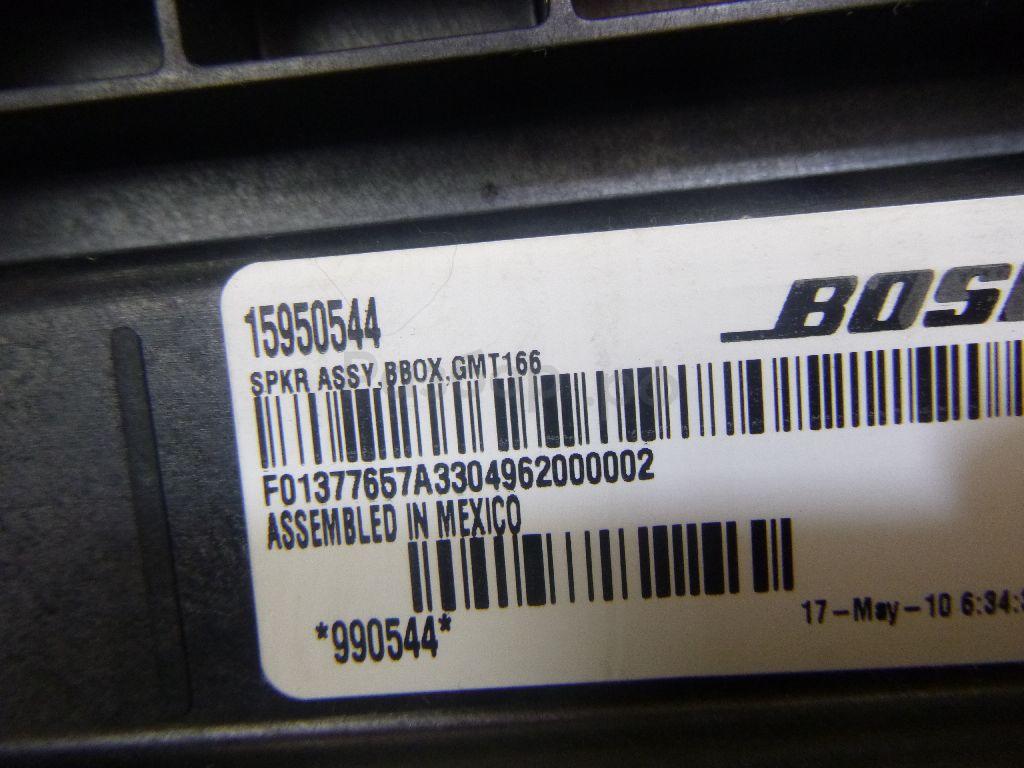 15950544
BOSE
SPKR ASSY,BBOX,GMT166
F01377657A3304962000002
ASSEMBLED IN MEXICO
17-May-10 6:34:
*990544*